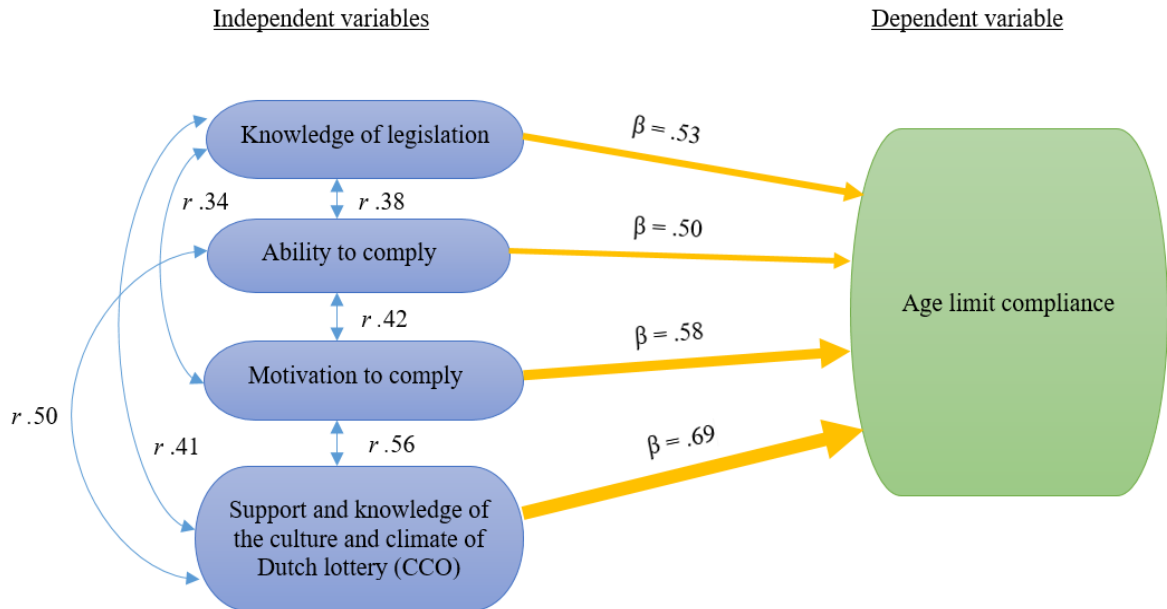 Independent variables
Dependent variable
Knowledge of legislation
β = .53
r .34
r .38
Ability to comply
β = .50
Age limit compliance
r .42
β = .58
Motivation to comply
r .50
r .41
r .56
β = .69
Support and knowledge of
the culture and climate of
Dutch lottery (CCO)